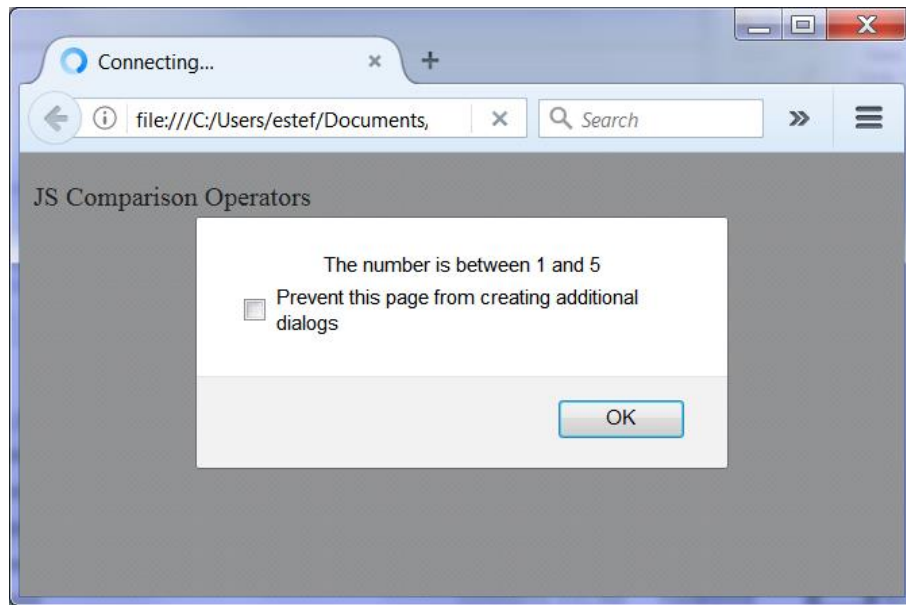 Connecting...
file:///C:/Users/estef/Documents,
Search
JS Comparison Operators
The number is between 1 and 5
Prevent this page from creating additional
dialogs
OK